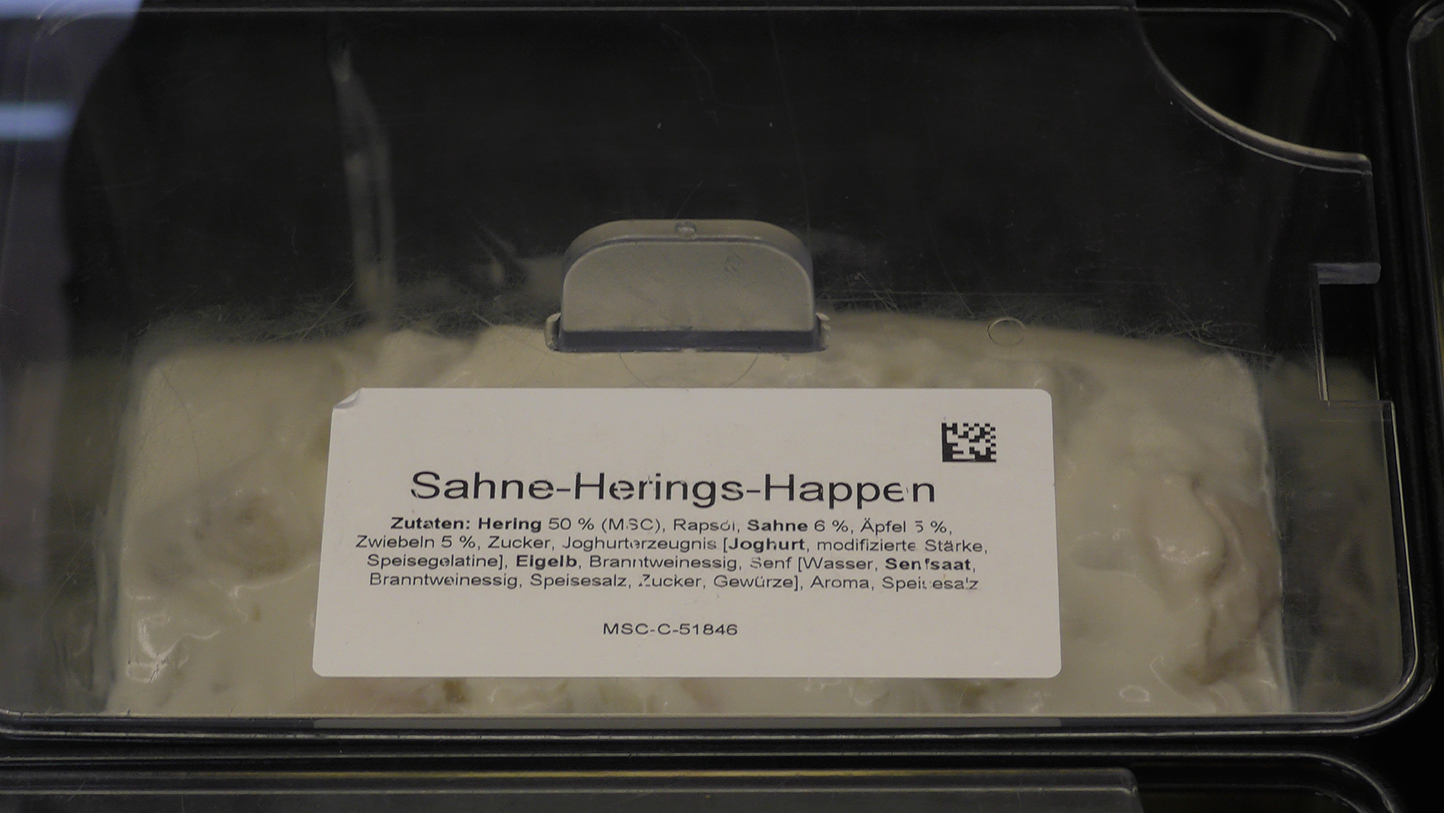 Sahne-Herings-Happen
Zutaten: Hering 50 % (MSC), Rapsöl, Sahne 6 %, Äpfel 5 %,
Zwiebeln 5 %, Zucker, Joghurterzeugnis [Joghurt, modifizierte Stärke,
Speisegelatine], Eigelb, Branntweinessig, Senf [Wasser, Senfsaat,
Branntweinessig, Speisesalz, Zucker, Gewürze], Aroma, Speisesalz
MSC-C-51846